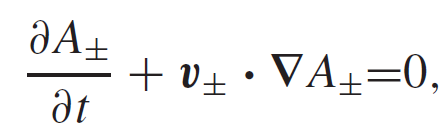 ∂A± / ∂t + v± · ∇A± = 0,